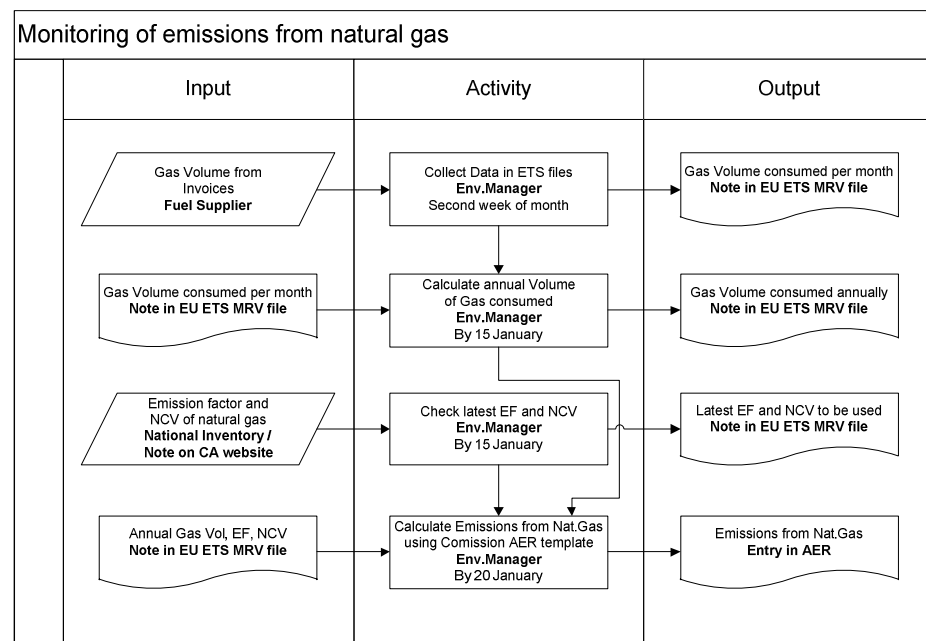 Monitoring of emissions from natural gas
Input
Activity
Output
Gas Volume from
Invoices
Fuel Supplier
Collect Data in ETS files
Env.Manager
Second week of month
Gas Volume consumed per month
Note in EU ETS MRV file
Gas Volume consumed per month
Note in EU ETS MRV file
Calculate annual Volume
of Gas consumed
Env.Manager
By 15 January
Gas Volume consumed annually
Note in EU ETS MRV file
Emission factor and
NCV of natural gas
National Inventory /
Note on CA website
Check latest EF and NCV
Env.Manager
By 15 January
Latest EF and NCV to be used
Note in EU ETS MRV file
Annual Gas Vol, EF, NCV
Note in EU ETS MRV file
Calculate Emissions from Nat.Gas
using Comission AER template
Env.Manager
By 20 January
Emissions from Nat.Gas
Entry in AER